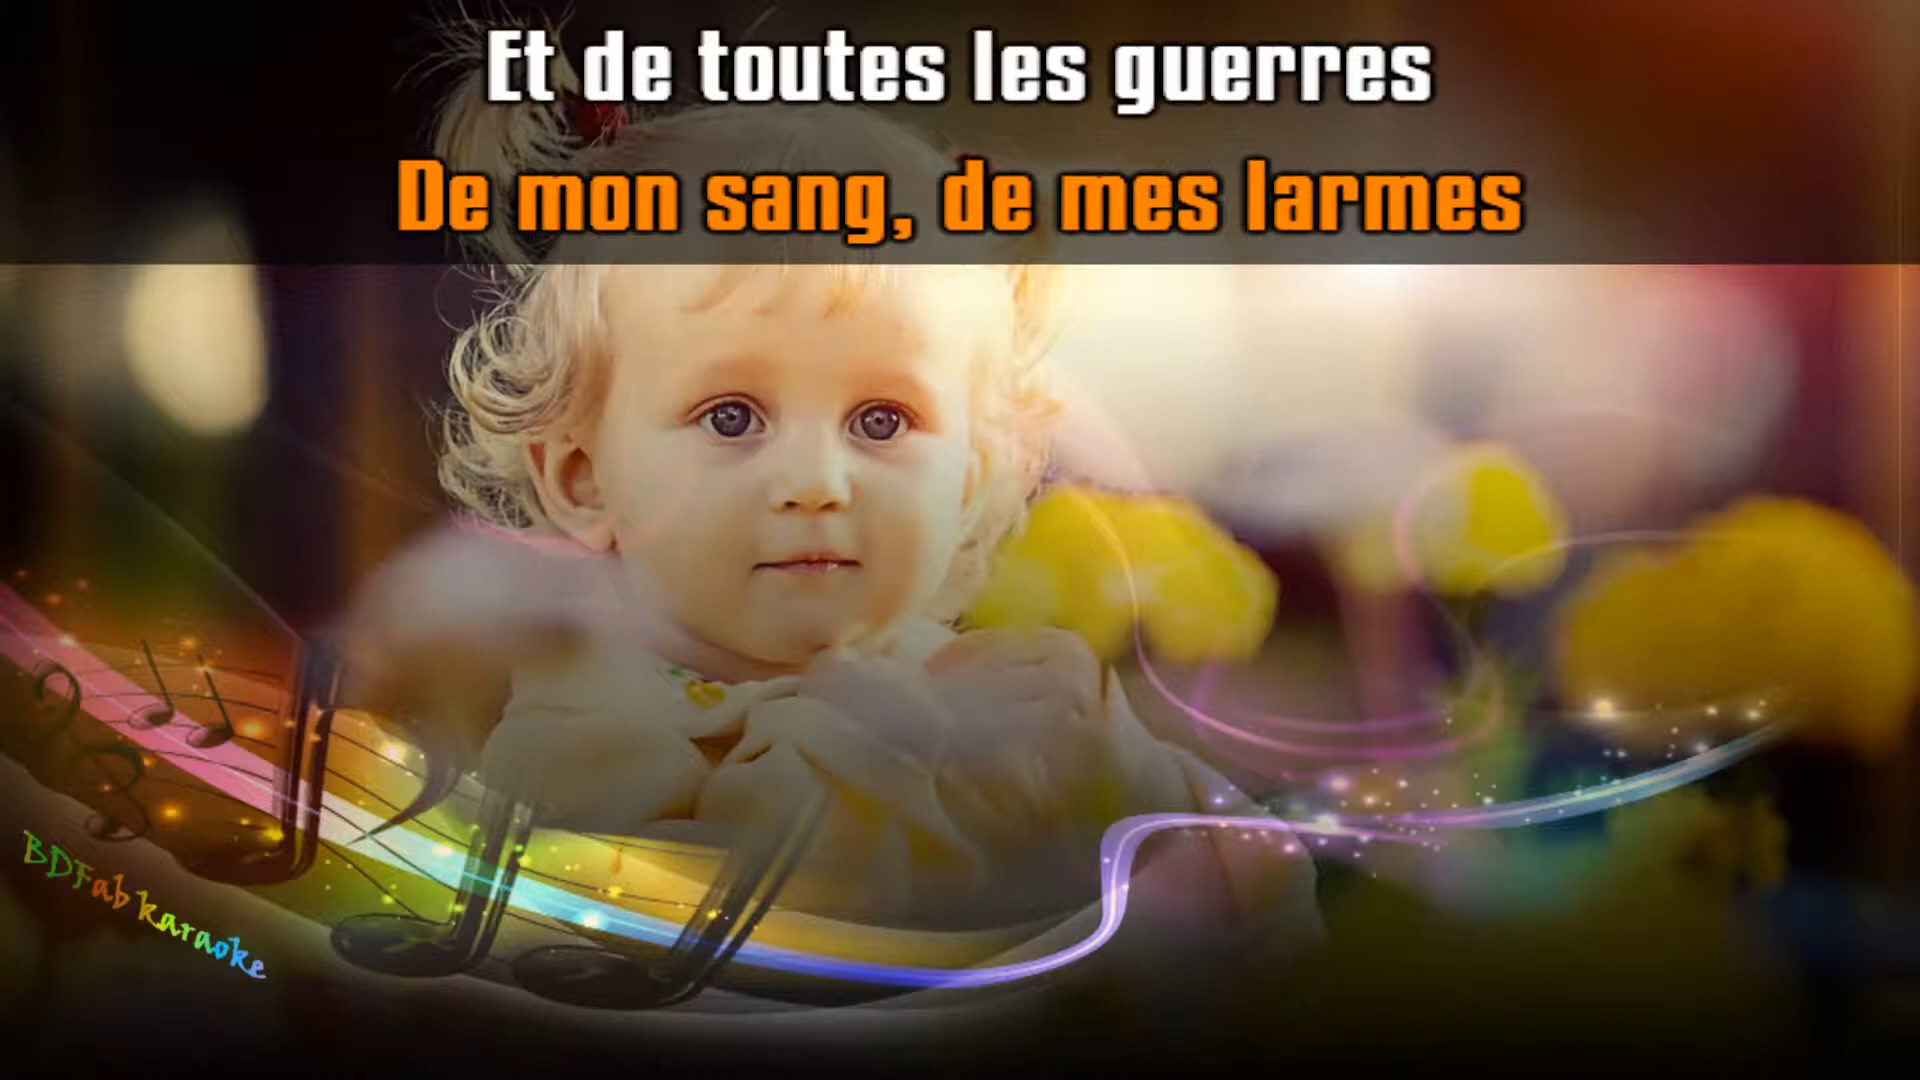 Et de toutes les guerres
De mon sang, de mes larmes
BDFab karaoke